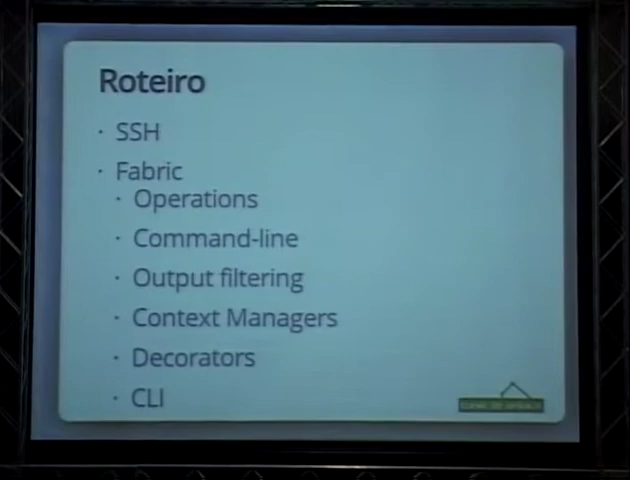 Roteiro
· SSH
· Fabric
· Operations
· Command-line
· Output filtering
· Context Managers
· Decorators
· CLI